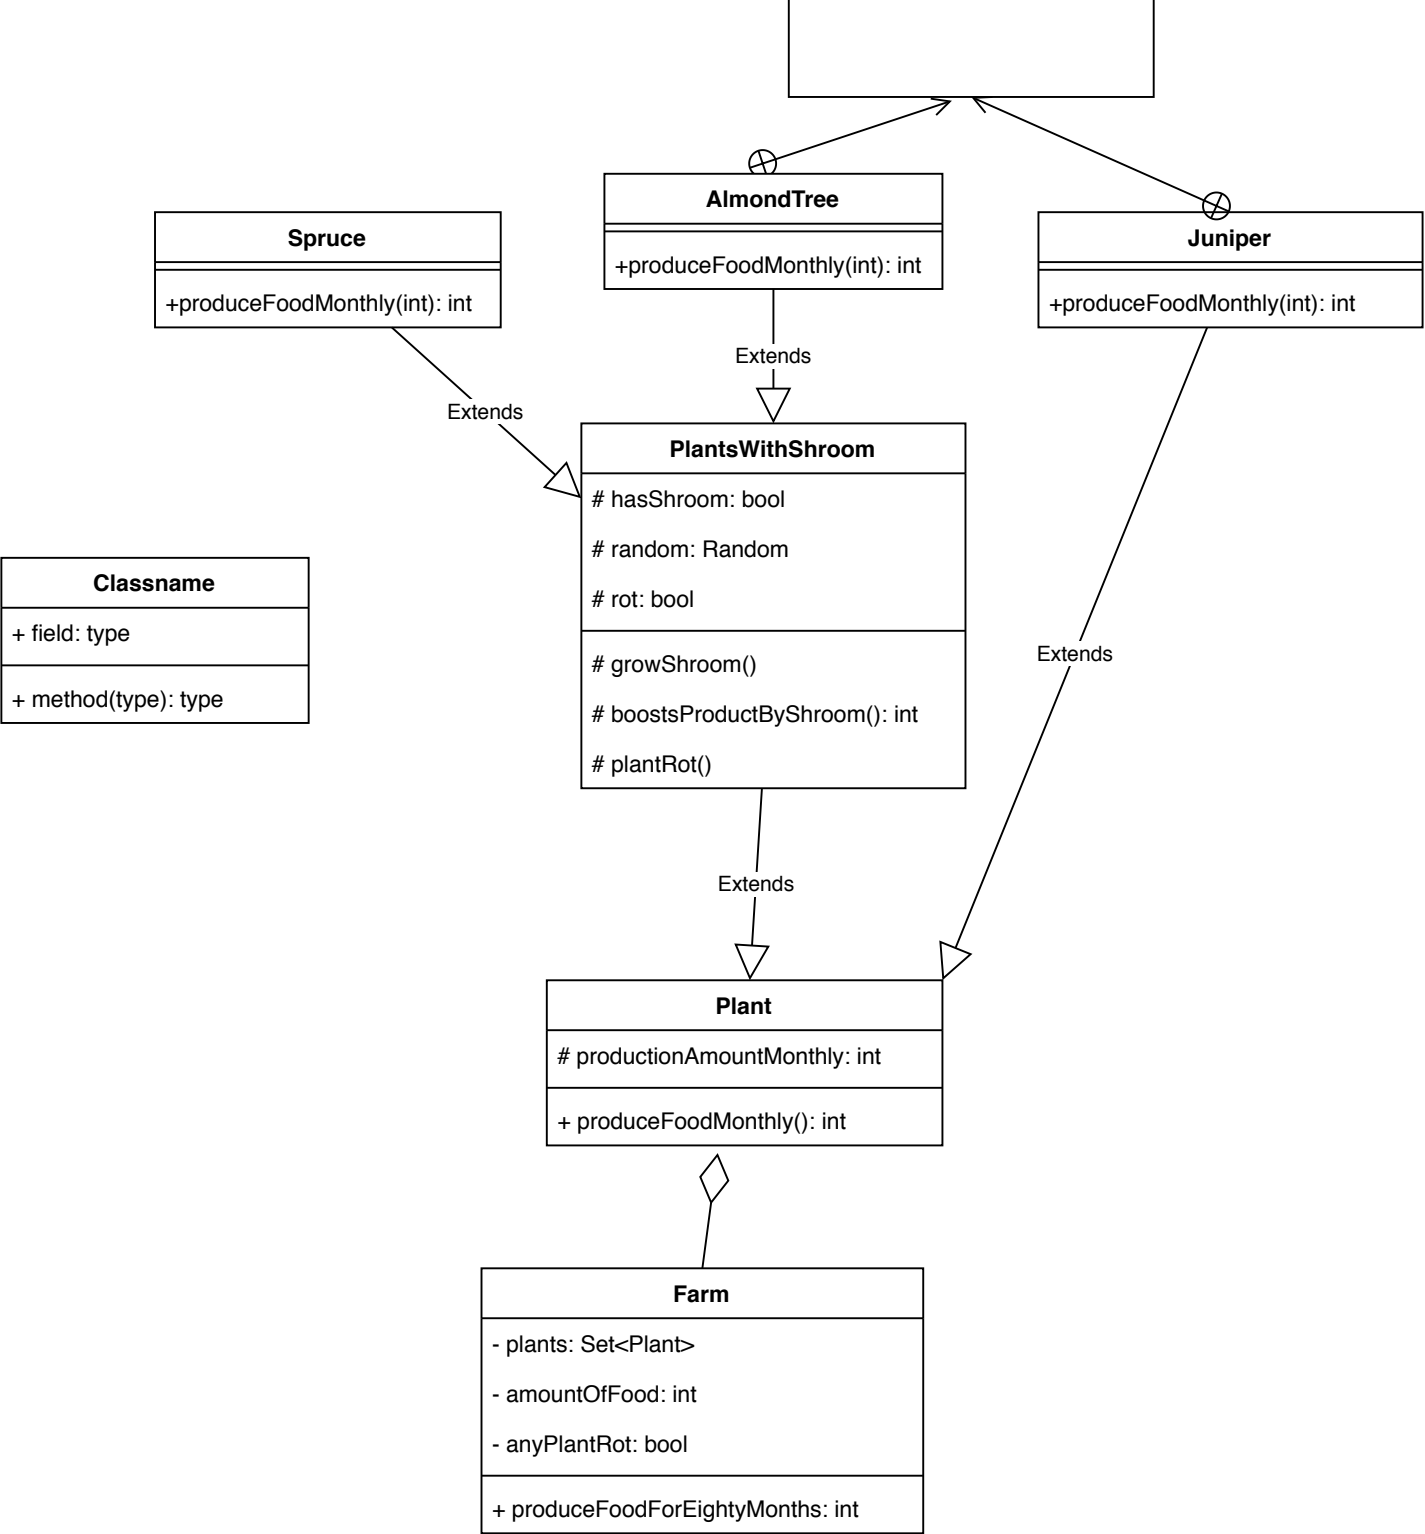 AlmondTree
+produceFoodMonthly(int): int
Spruce
+produceFoodMonthly(int): int
Juniper
+produceFoodMonthly(int): int
Extends
Extends
PlantsWithShroom
# hasShroom: bool
# random: Random
# rot: bool
# growShroom()
# boostsProductByShroom(): int
# plantRot()
Classname
+ field: type
+ method(type): type
Extends
Extends
Plant
# productionAmountMonthly: int
+ produceFoodMonthly(): int
Farm
- plants: Set<Plant>
- amountOfFood: int
- anyPlantRot: bool
+ produceFoodForEightyMonths: int